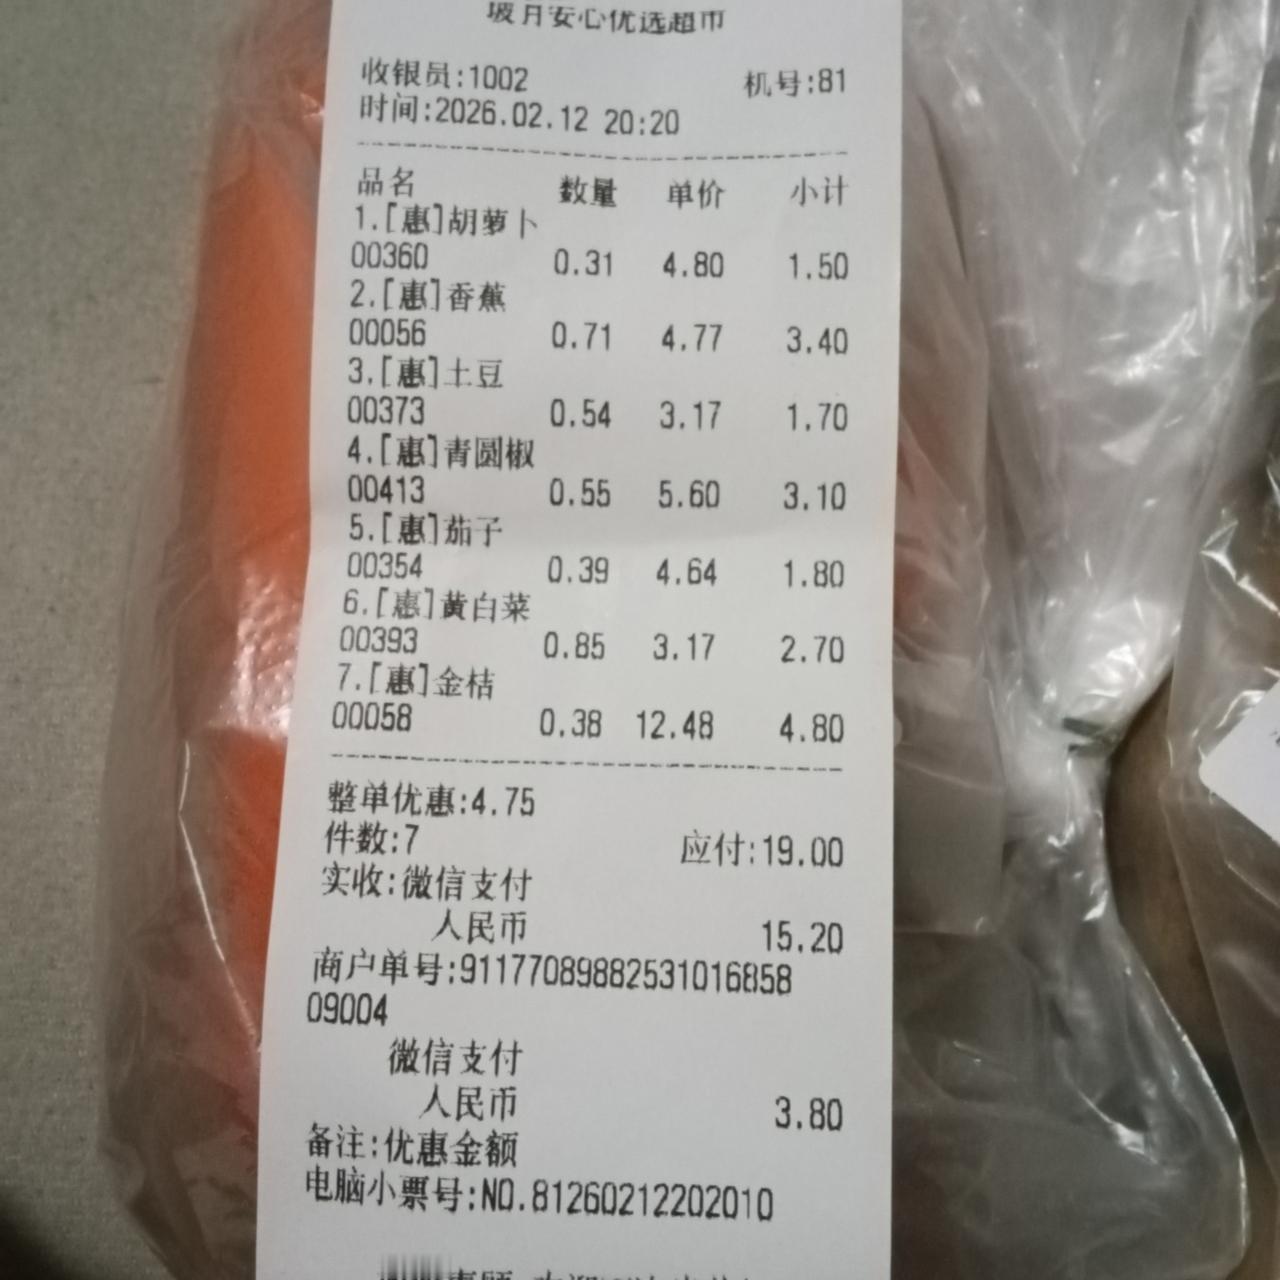 玻月安心优选超市
收银员:1002 机号:81
时间:2026.02.12 20:20
品名 数量 单价 小计
1.[惠]胡萝卜
00360 0.31 4.80 1.50
2.[惠]香蕉
00056 0.71 4.77 3.40
3.[惠]土豆
00373 0.54 3.17 1.70
4.[惠]青圆椒
00413 0.55 5.60 3.10
5.[惠]茄子
00354 0.39 4.64 1.80
6.[惠]黄白菜
00393 0.85 3.17 2.70
7.[惠]金桔
00058 0.38 12.48 4.80
整单优惠:4.75
件数:7 应付:19.00
实收:微信支付
人民币 15.20
商户单号:91177089882531016858
09004
微信支付
人民币 3.80
备注:优惠金额
电脑小票号:NO.81260212202010